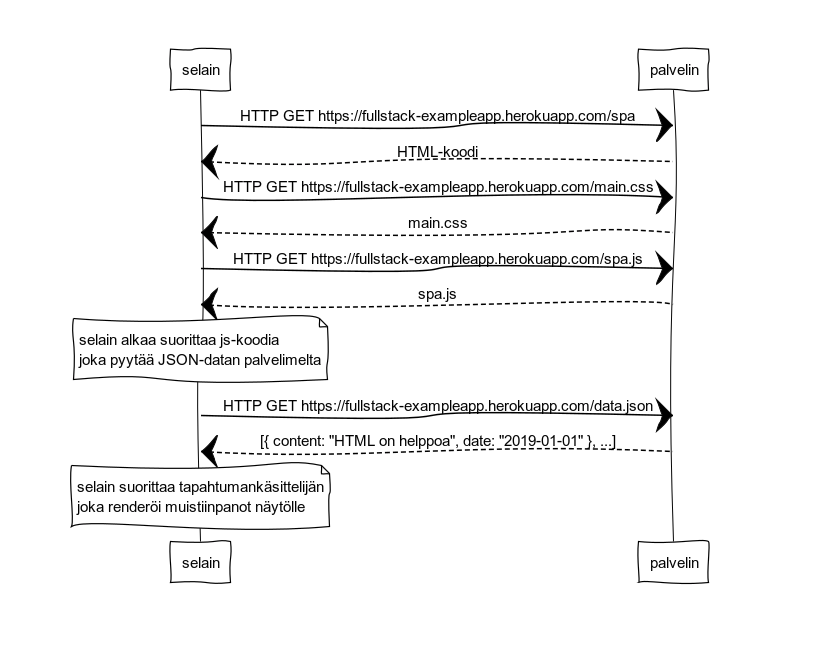 selain
palvelin
HTTP GET https://fullstack-exampleapp.herokuapp.com/spa
HTML-koodi
HTTP GET https://fullstack-exampleapp.herokuapp.com/main.css
main.css
HTTP GET https://fullstack-exampleapp.herokuapp.com/spa.js
spa.js
selain alkaa suorittaa js-koodia
joka pyytää JSON-datan palvelimelta
HTTP GET https://fullstack-exampleapp.herokuapp.com/data.json
[{ content: "HTML on helppoa", date: "2019-01-01" }, ...]
selain suorittaa tapahtumankäsittelijän
joka renderöi muistiinpanot näytölle
selain
palvelin